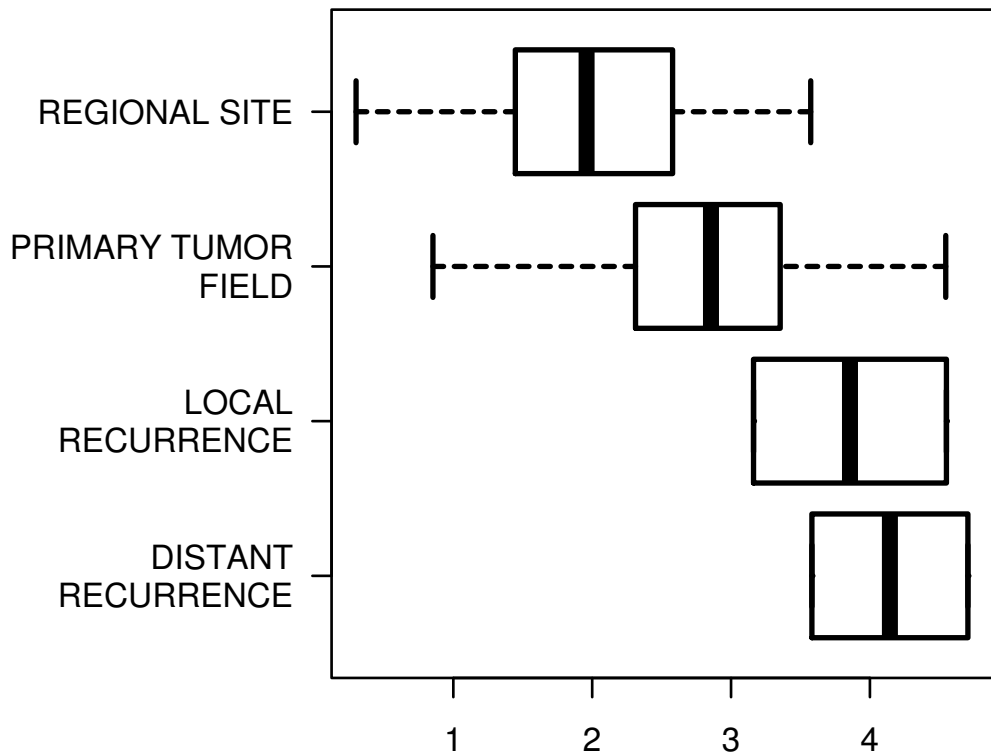 REGIONAL SITE
PRIMARY TUMOR
FIELD
LOCAL
RECURRENCE
DISTANT
RECURRENCE
1 2 3 4